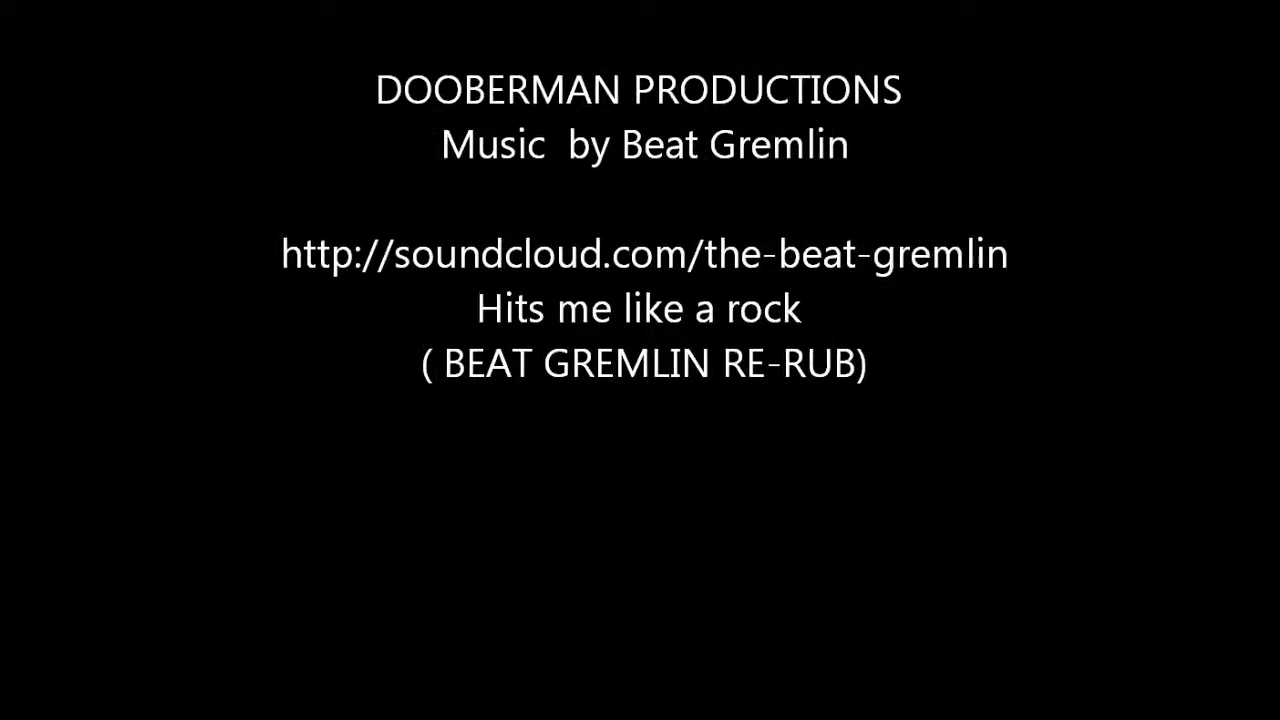 DOOBERMAN PRODUCTIONS
Music  by Beat Gremlin
http://soundcloud.com/the-beat-gremlin
Hits me like a rock
( BEAT GREMLIN RE-RUB)